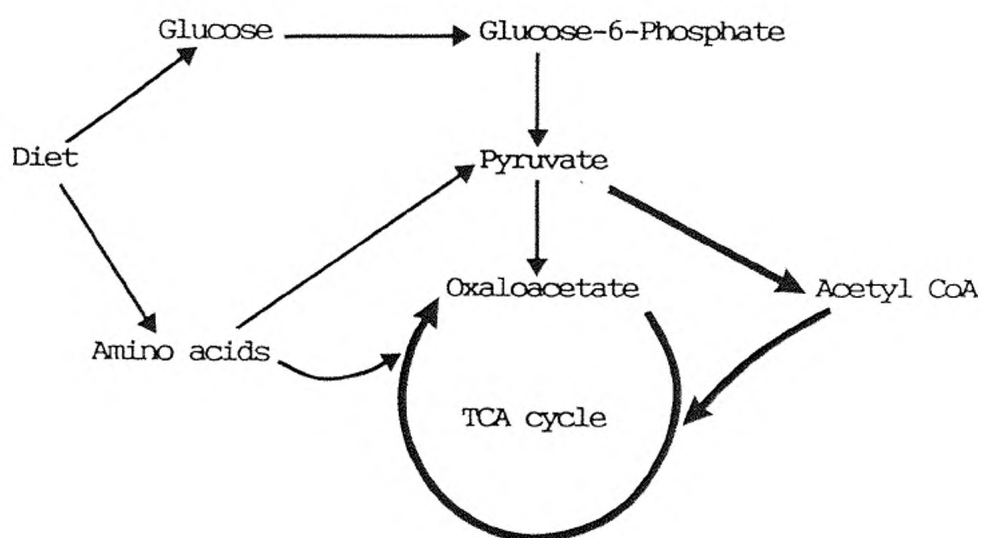 Glucose
Glucose-6-Phosphate
Diet
Pyruvate
Oxaloacetate
Acetyl CoA
Amino acids
TCA cycle